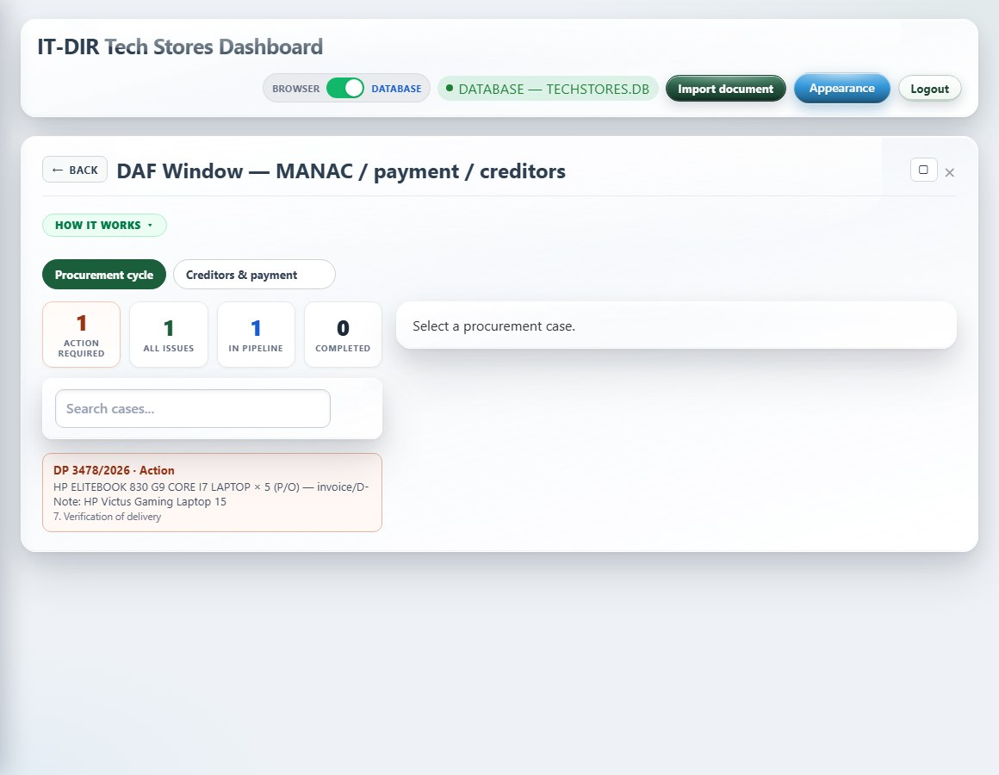 IT-DIR Tech Stores Dashboard
BROWSER DATABASE DATABASE — TECHSTORES.DB Import document Appearance Logout
← BACK DAF Window — MANAC / payment / creditors
HOW IT WORKS
Procurement cycle Creditors & payment
1 ACTION REQUIRED
1 ALL ISSUES
1 IN PIPELINE
0 COMPLETED
Select a procurement case.
Search cases...
DP 3478/2026 · Action
HP ELITEBOOK 830 G9 CORE I7 LAPTOP × 5 (P/O) — invoice/D-
Note: HP Victus Gaming Laptop 15
7. Verification of delivery